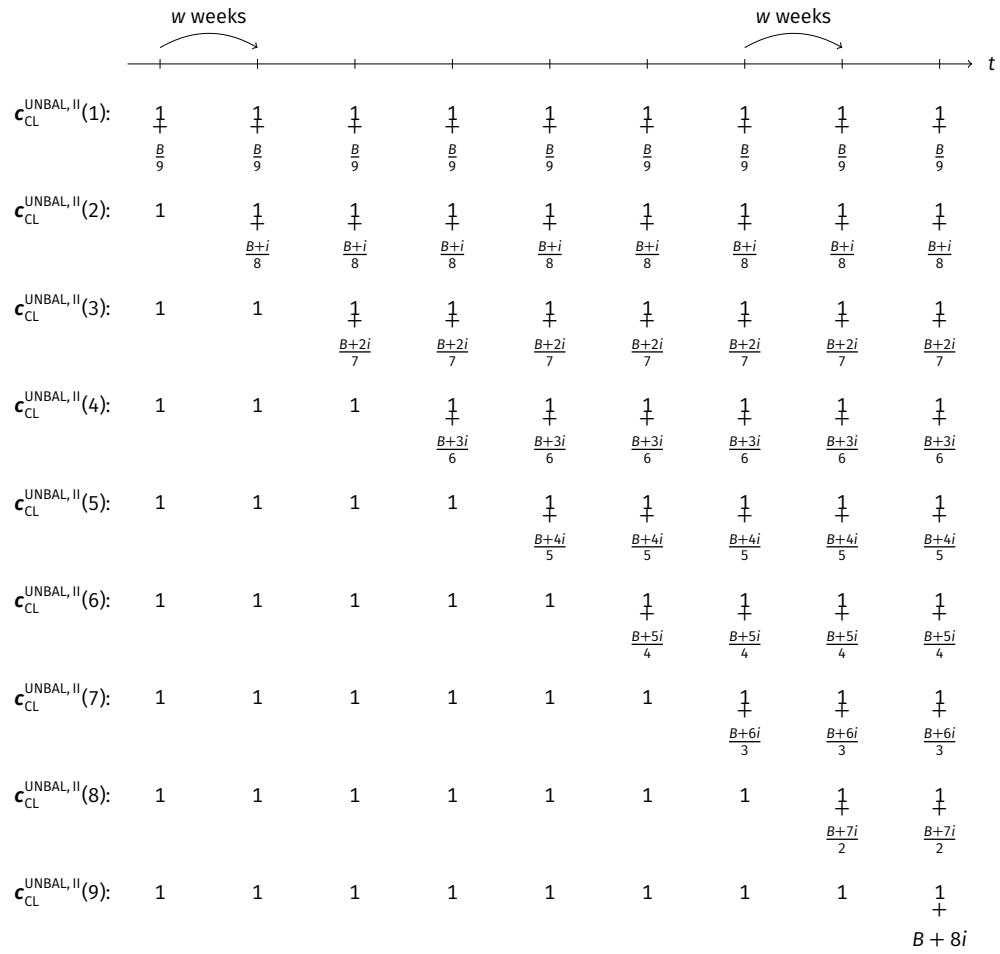 w weeks w weeks
t
c_CL^UNBAL, II(1): 1 1 1 1 1 1 1 1 1
+ + + + + + + + +
B/9 B/9 B/9 B/9 B/9 B/9 B/9 B/9 B/9
c_CL^UNBAL, II(2): 1 1 1 1 1 1 1 1 1
+ + + + + + + +
B+i/8 B+i/8 B+i/8 B+i/8 B+i/8 B+i/8 B+i/8 B+i/8
c_CL^UNBAL, II(3): 1 1 1 1 1 1 1 1 1
+ + + + + + +
B+2i/7 B+2i/7 B+2i/7 B+2i/7 B+2i/7 B+2i/7 B+2i/7
c_CL^UNBAL, II(4): 1 1 1 1 1 1 1 1 1
+ + + + + +
B+3i/6 B+3i/6 B+3i/6 B+3i/6 B+3i/6 B+3i/6
c_CL^UNBAL, II(5): 1 1 1 1 1 1 1 1 1
+ + + + +
B+4i/5 B+4i/5 B+4i/5 B+4i/5 B+4i/5
c_CL^UNBAL, II(6): 1 1 1 1 1 1 1 1 1
+ + + +
B+5i/4 B+5i/4 B+5i/4 B+5i/4
c_CL^UNBAL, II(7): 1 1 1 1 1 1 1 1 1
+ + +
B+6i/3 B+6i/3 B+6i/3
c_CL^UNBAL, II(8): 1 1 1 1 1 1 1 1 1
+ +
B+7i/2 B+7i/2
c_CL^UNBAL, II(9): 1 1 1 1 1 1 1 1 1
+
B + 8i